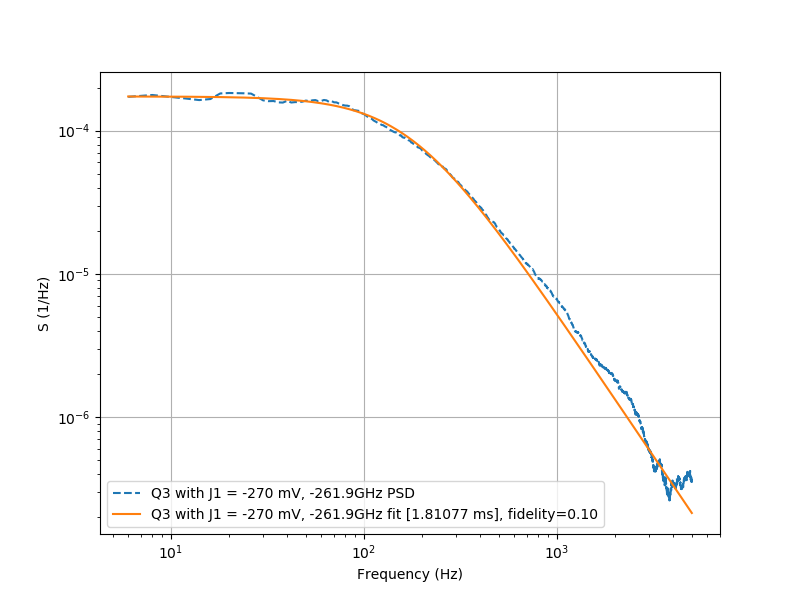 10⁻⁴
10⁻⁵
10⁻⁶
S (1/Hz)
Q3 with J1 = -270 mV, -261.9GHz PSD
Q3 with J1 = -270 mV, -261.9GHz fit [1.81077 ms], fidelity=0.10
10¹ 10² 10³
Frequency (Hz)